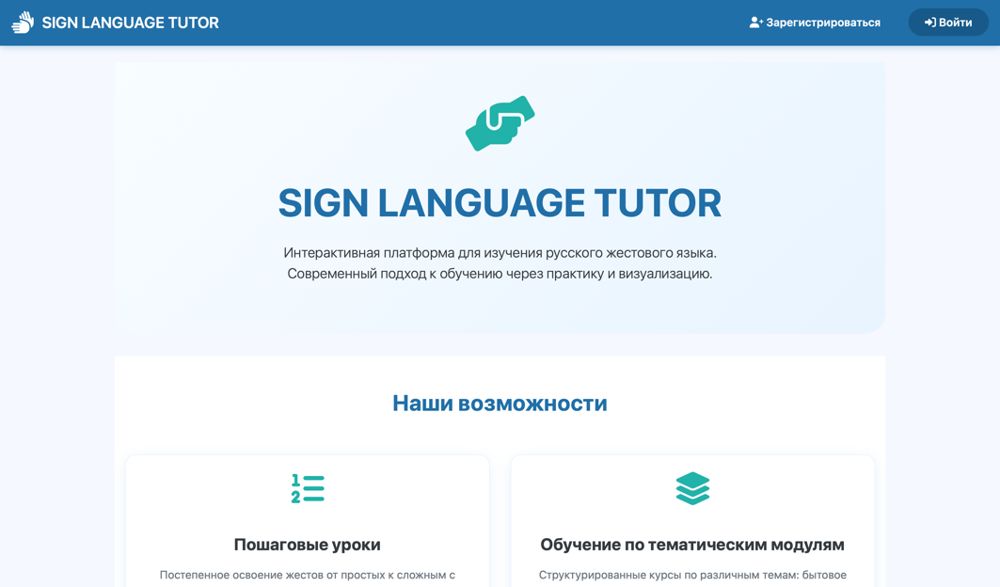 SIGN LANGUAGE TUTOR
Зарегистрироваться
Войти
SIGN LANGUAGE TUTOR
Интерактивная платформа для изучения русского жестового языка.
Современный подход к обучению через практику и визуализацию.
Наши возможности
Пошаговые уроки
Обучение по тематическим модулям
Постепенное освоение жестов от простых к сложным с
Структурированные курсы по различным темам: бытовое